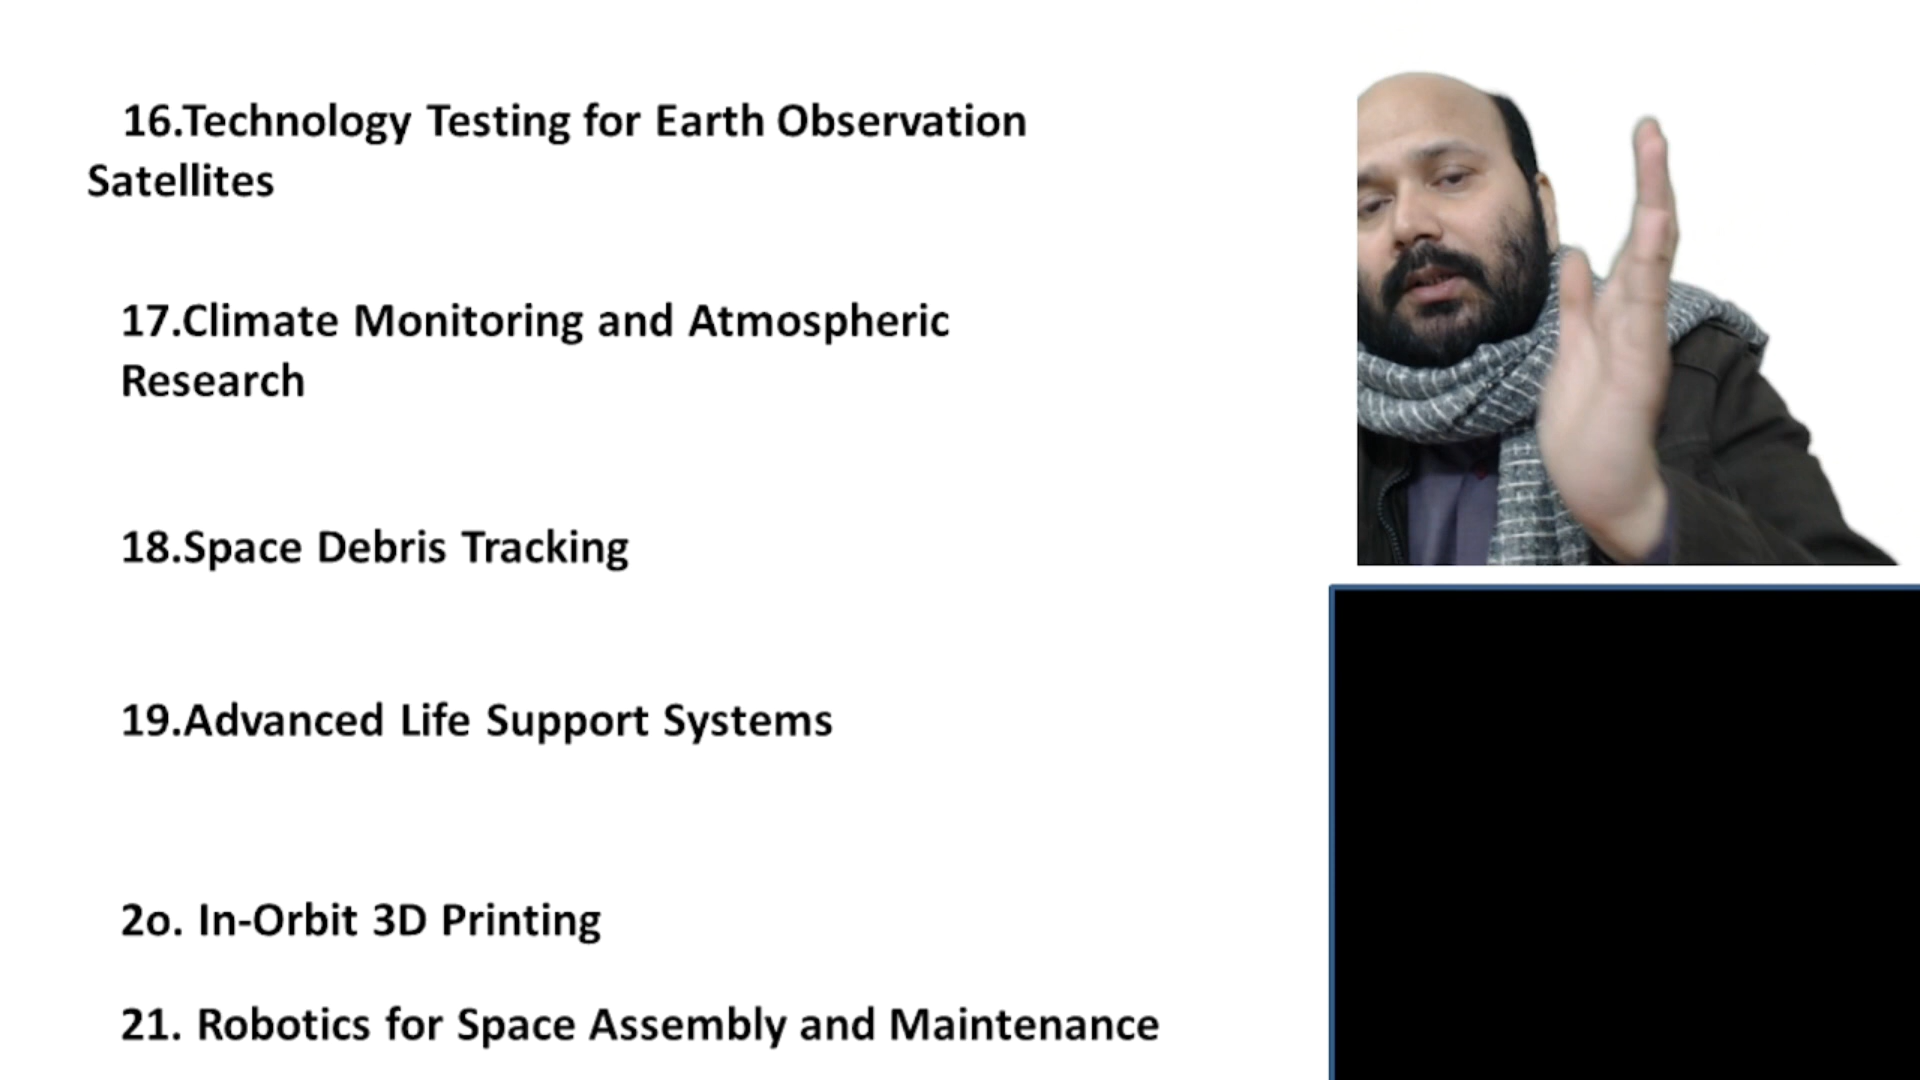 16.Technology Testing for Earth Observation
Satellites
17.Climate Monitoring and Atmospheric
Research
18.Space Debris Tracking
19.Advanced Life Support Systems
2o. In-Orbit 3D Printing
21. Robotics for Space Assembly and Maintenance